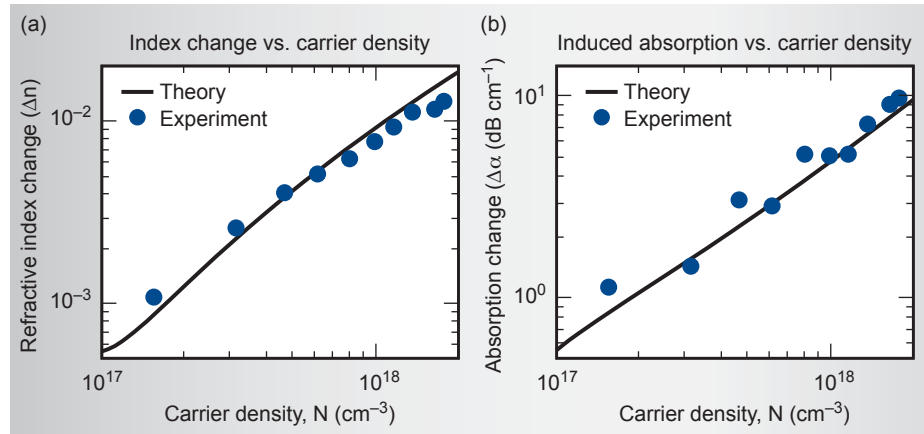 (a)
Index change vs. carrier density
Theory
Experiment
Refractive index change (Δn)
10⁻²
10⁻³
10¹⁷
10¹⁸
Carrier density, N (cm⁻³)
(b)
Induced absorption vs. carrier density
Theory
Experiment
Absorption change (Δα (dB cm⁻¹)
10¹
10⁰
10¹⁷
10¹⁸
Carrier density, N (cm⁻³)